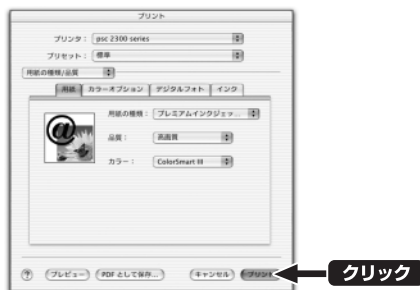 プリント
プリンタ： psc 2300 series
プリセット： 標準
用紙の種類/品質
用紙 カラーオプション デジタルフォト インク
用紙の種類： プレミアムインクジェッ...
品質： 高画質
カラー： ColorSmart III
? プレビュー PDF として保存... キャンセル プリント
クリック